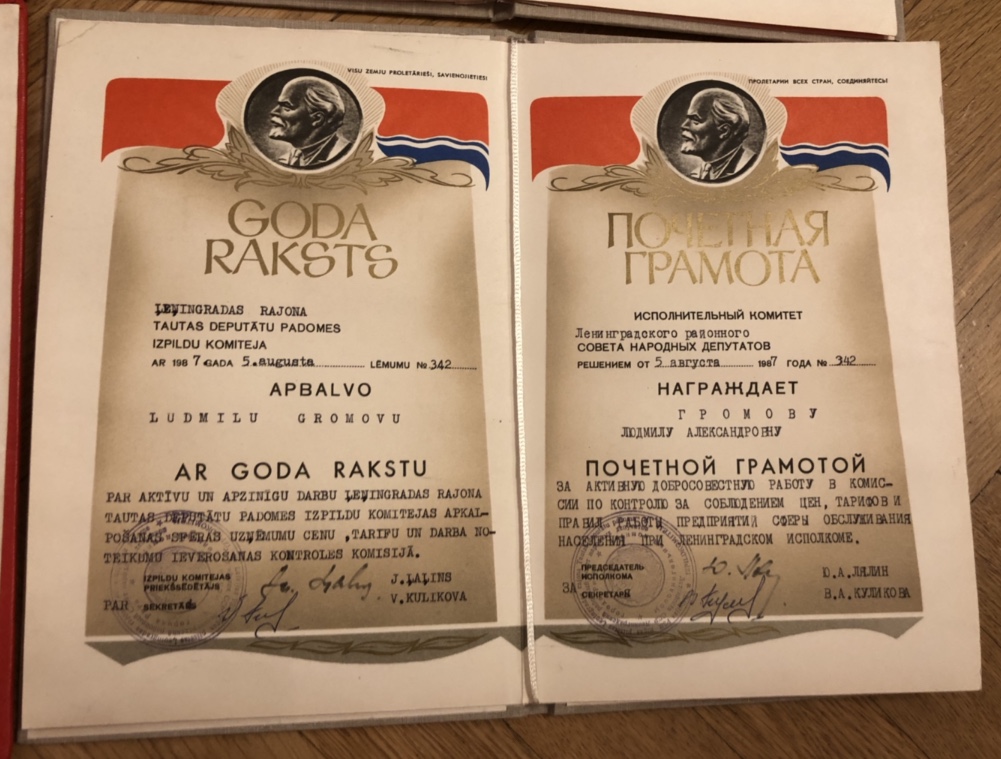 VISU ZEMJU PROLETĀRIEŠI, SAVIENOJIETIES!
GODA
RAKSTS
ĻEŅINGRADAS RAJONA
TAUTAS DEPUTĀTU PADOMES
IZPILDU KOMITEJA
AR 1987. GADA 5.augusta LĒMUMU № 342
APBALVO
LUDMILU GROMOVU
AR GODA RAKSTU
PAR AKTĪVU UN APZINĪGU DARBU ĻEŅINGRADAS RAJONA
TAUTAS DEPUTĀTU PADOMES IZPILDU KOMITEJAS APKAL-
POŠANAS SFĒRAS UZŅĒMUMU CENU ,TARIFU UN DARBA NO-
TEIKUMU IEVĒROŠANAS KONTROLES KOMISIJĀ.
IZPILDU KOMITEJAS
PRIEKŠSĒDĒTĀJS J.ĻAĻINS
PAR SEKRETĀRS V.KULIKOVA
ПРОЛЕТАРИИ ВСЕХ СТРАН, СОЕДИНЯЙТЕСЬ!
ПОЧЕТНАЯ
ГРАМОТА
ИСПОЛНИТЕЛЬНЫЙ КОМИТЕТ
Ленинградского районного
СОВЕТА НАРОДНЫХ ДЕПУТАТОВ
РЕШЕНИЕМ ОТ 5 августа 1987 ГОДА № 342
НАГРАЖДАЕТ
ГРОМОВУ
ЛЮДМИЛУ АЛЕКСАНДРОВНУ
ПОЧЕТНОЙ ГРАМОТОЙ
ЗА АКТИВНУЮ ДОБРОСОВЕСТНУЮ РАБОТУ В КОМИС-
СИИ ПО КОНТРОЛЮ ЗА СОБЛЮДЕНИЕМ ЦЕН, ТАРИФОВ И
ПРАВИЛ РАБОТЫ ПРЕДПРИЯТИЙ СФЕРЫ ОБСЛУЖИВАНИЯ
НАСЕЛЕНИЯ ПРИ ЛЕНИНГРАДСКОМ ИСПОЛКОМЕ.
ПРЕДСЕДАТЕЛЬ
ИСПОЛКОМА Ю.А.ЛЯЛИН
ЗА СЕКРЕТАРЯ В.А.КУЛИКОВА